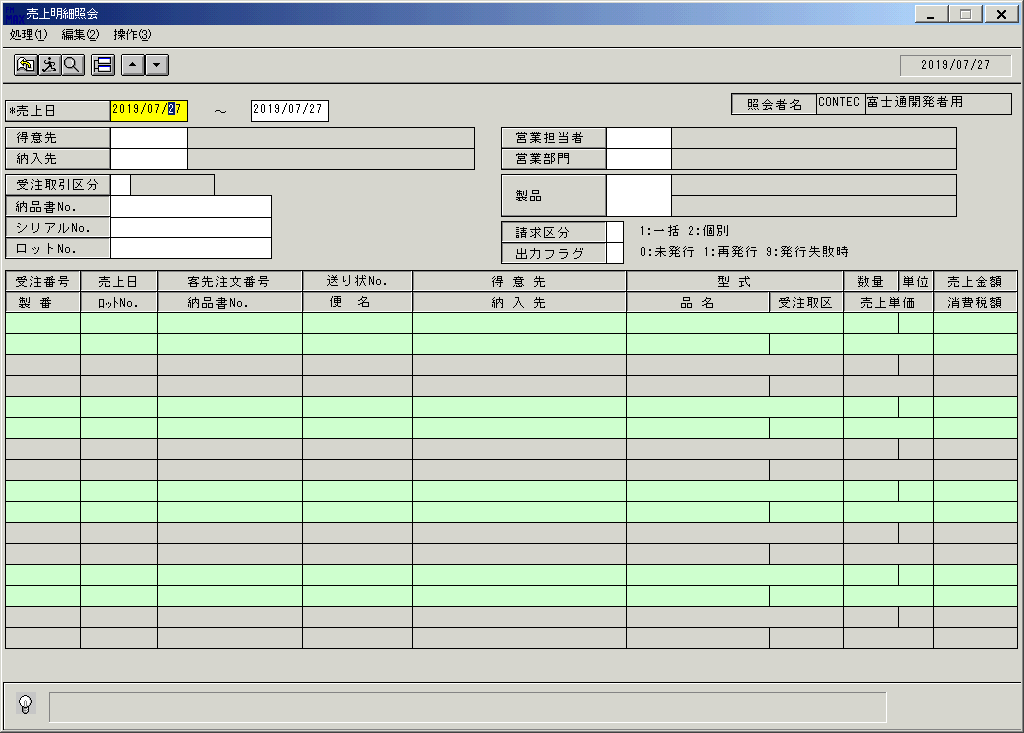 売上明細照会
処理(1) 編集(2) 操作(3)
2019/07/27
*売上日 2019/07/27 ～ 2019/07/27
照会者名 CONTEC 富士通開発者用
得意先
納入先
営業担当者
営業部門
受注取引区分
納品書No.
シリアルNo.
ロットNo.
製品
請求区分 1:一括 2:個別
出力フラグ 0:未発行 1:再発行 9:発行失敗時
受注番号 売上日 客先注文番号 送り状No. 得意先 型式 数量 単位 売上金額
製番 ﾛｯﾄNo. 納品書No. 便名 納入先 品名 受注取区 売上単価 消費税額